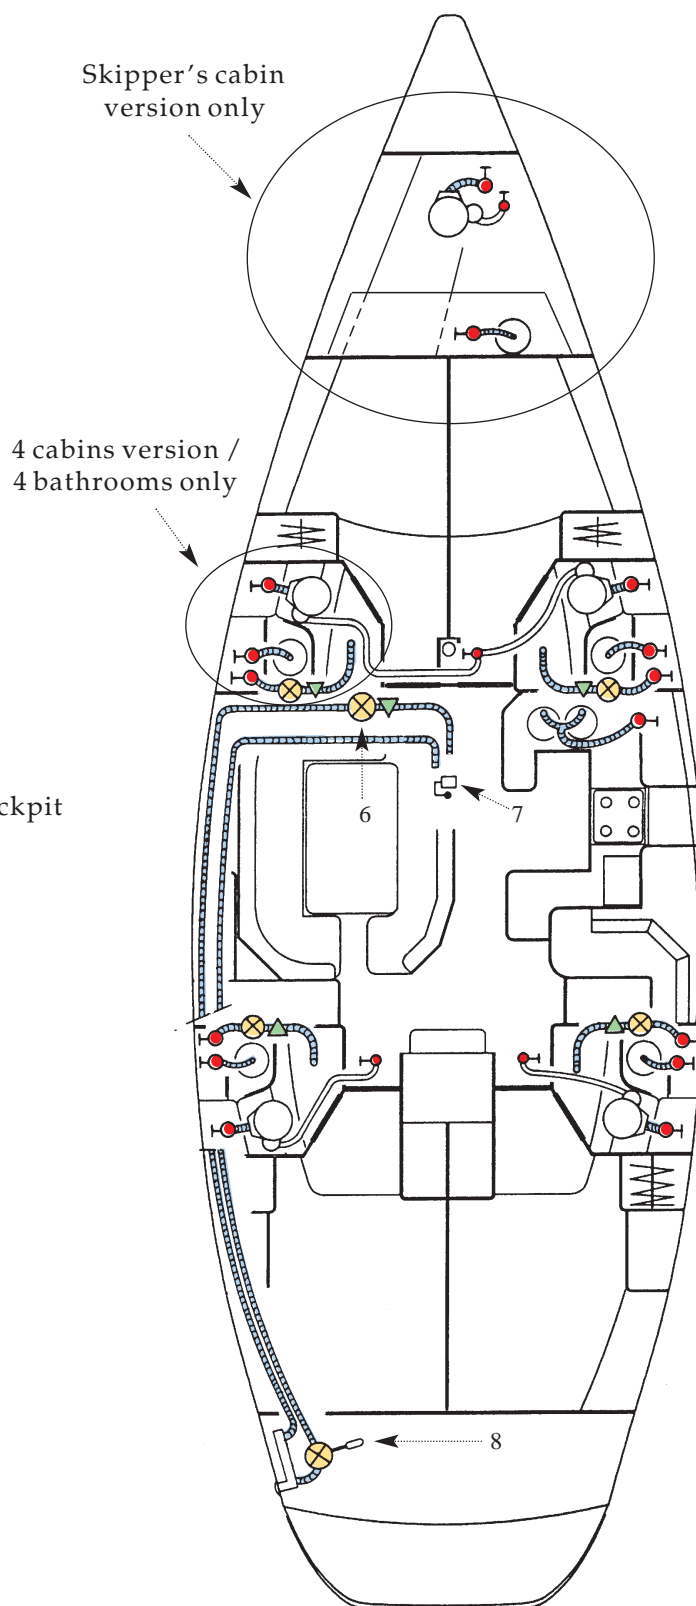 Skipper's cabin
version only
4 cabins version /
4 bathrooms only
ckpit
6
7
8